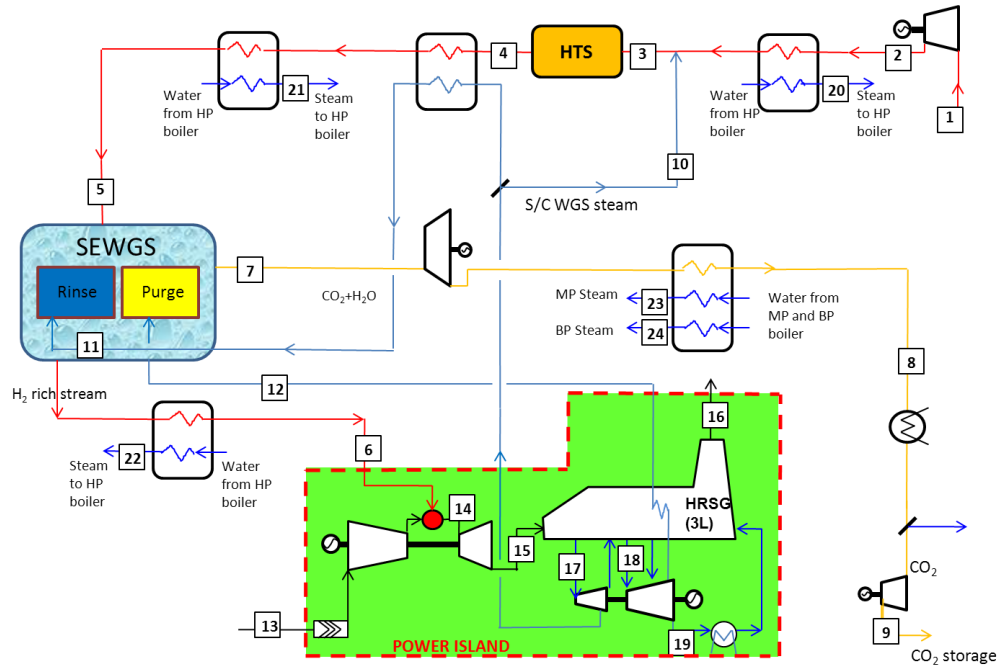 4
HTS
3
2
1
21
Water
from HP
boiler
Steam
to HP
boiler
20
Water
from HP
boiler
Steam
to HP
boiler
10
S/C WGS steam
5
SEWGS
Rinse
Purge
11
7
CO₂+H₂O
MP Steam
23
BP Steam
24
Water from
MP and BP
boiler
8
12
H₂ rich stream
6
22
Steam
to HP
boiler
Water
from HP
boiler
16
HRSG
(3L)
14
15
17
18
13
19
POWER ISLAND
CO₂
9
CO₂ storage